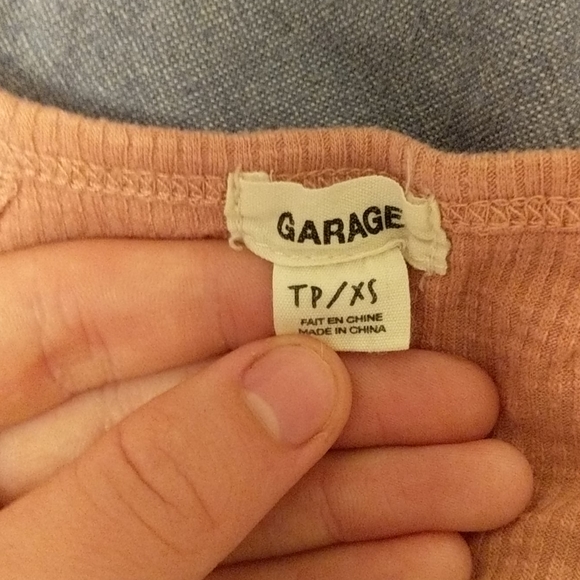 GARAGE
TP/XS
FAIT EN CHINE
MADE IN CHINA